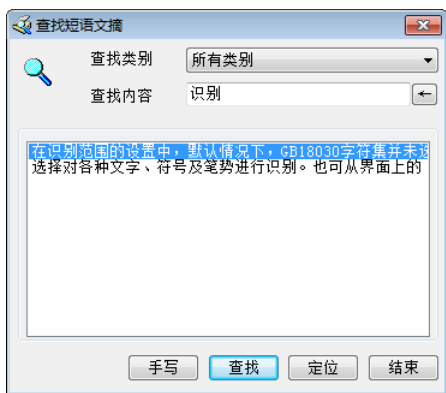 查找短语文摘
查找类别 所有类别
查找内容 识别
在识别范围的设置中，默认情况下，GB18030字符集并未
选择对各种文字、符号及笔势进行识别。也可从界面上的
手写 查找 定位 结束